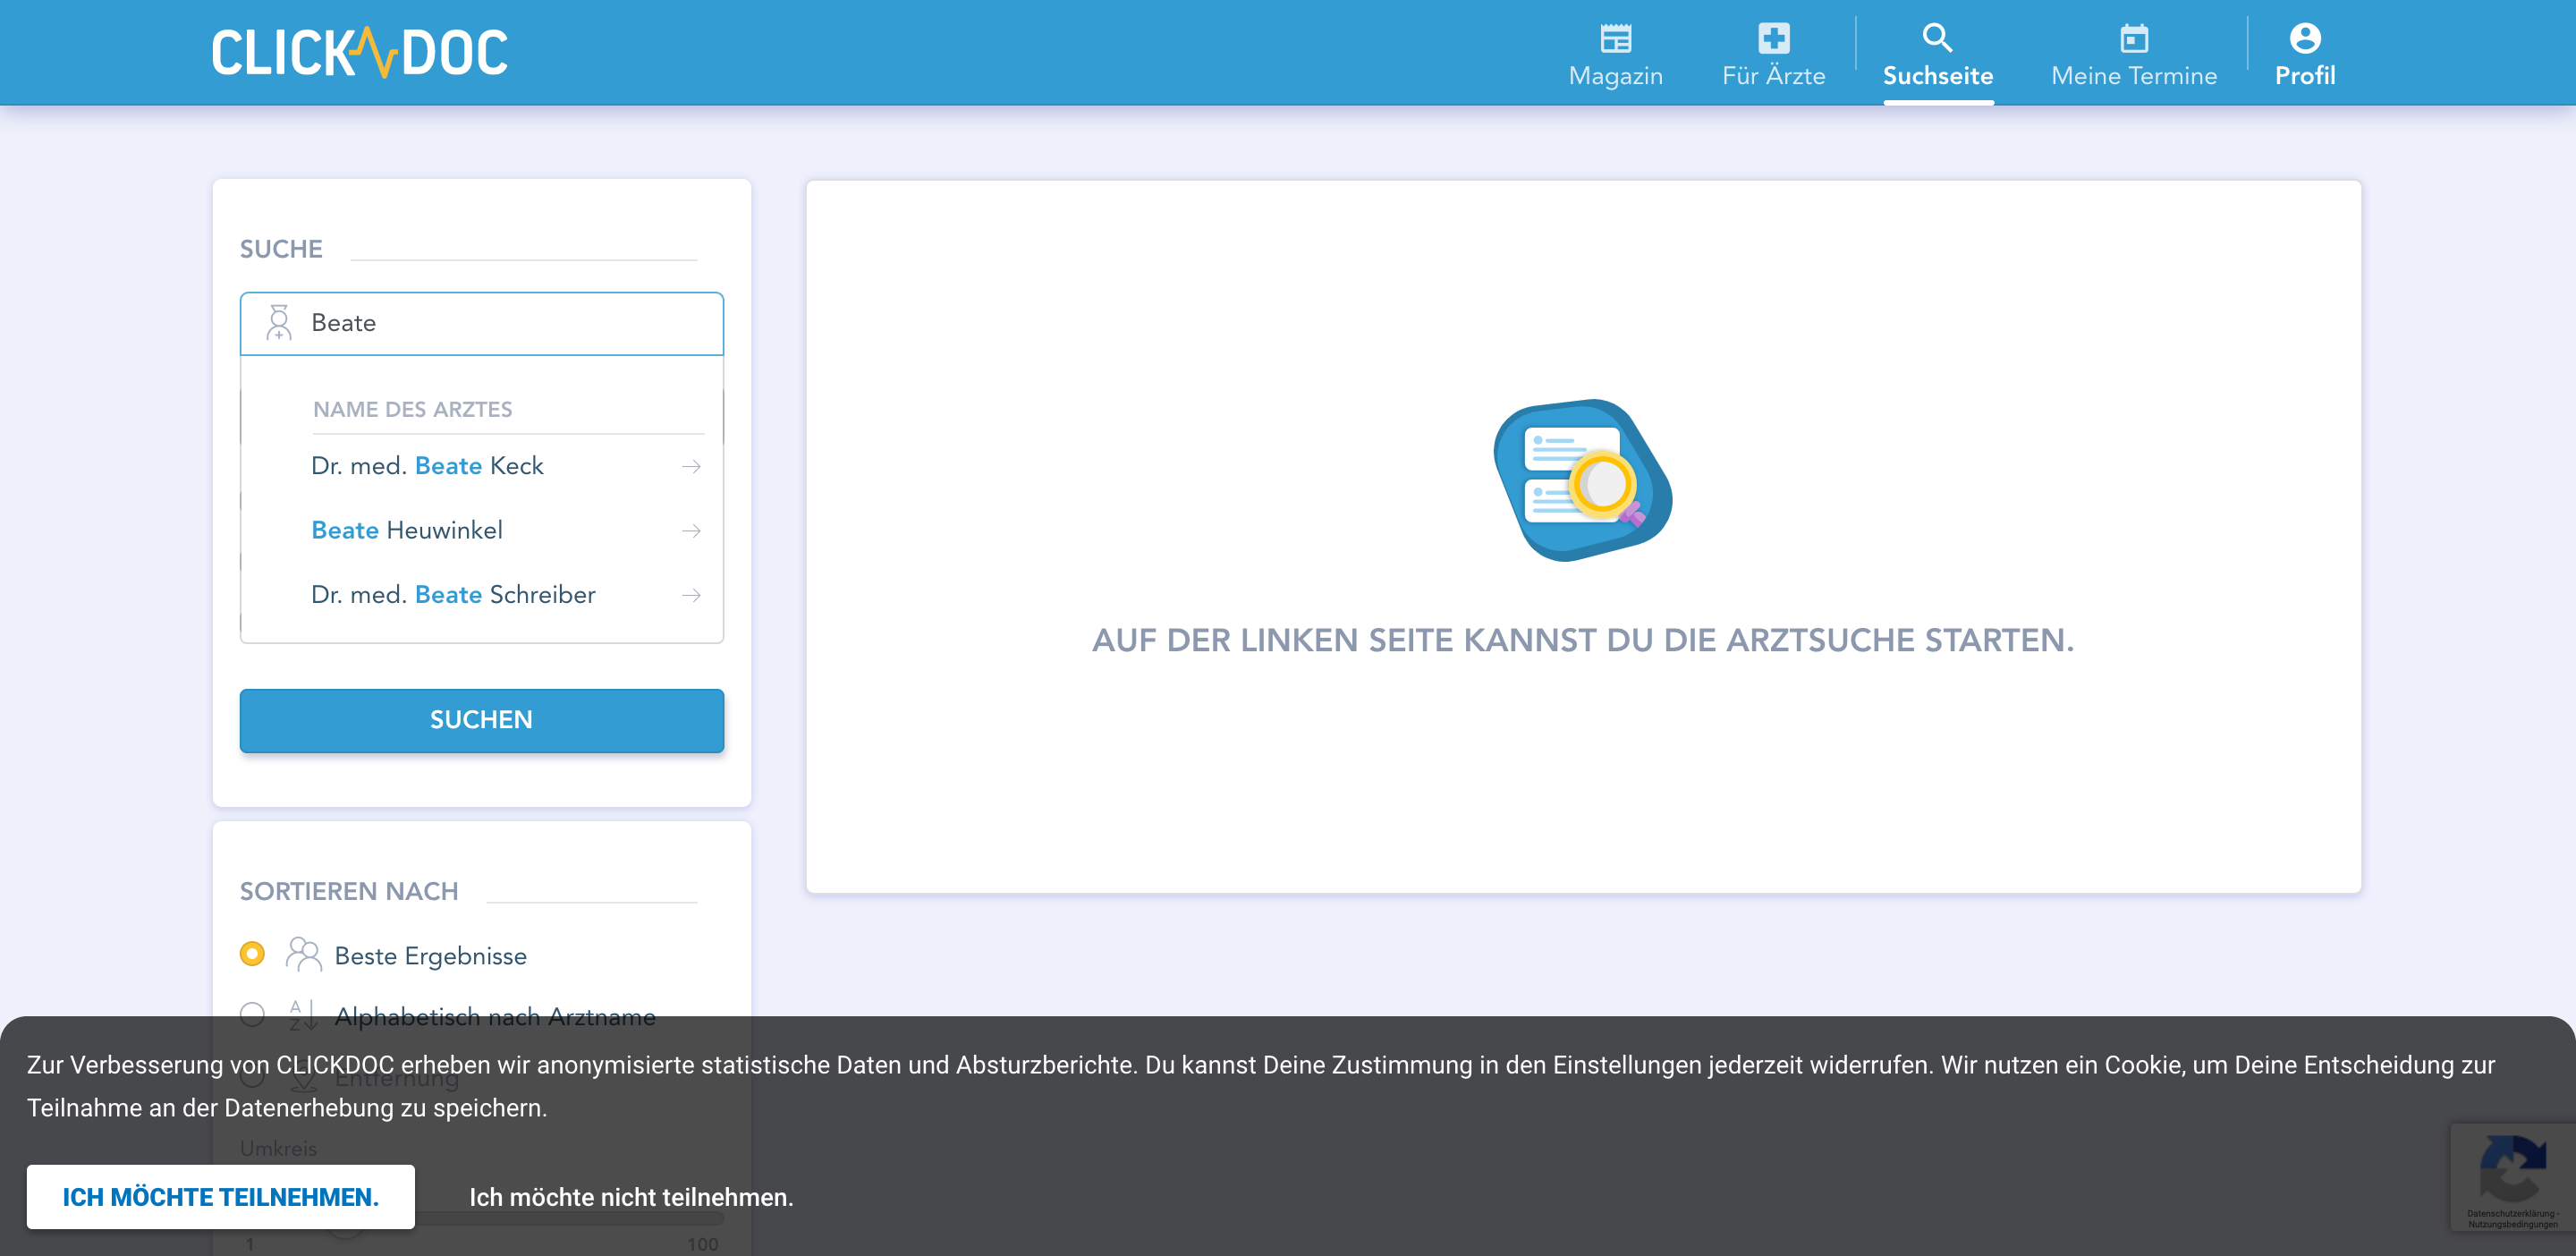 CLICKDOC
Magazin
Für Ärzte
Suchseite
Meine Termine
Profil
SUCHE
Beate
NAME DES ARZTES
Dr. med. Beate Keck
Beate Heuwinkel
Dr. med. Beate Schreiber
SUCHEN
AUF DER LINKEN SEITE KANNST DU DIE ARZTSUCHE STARTEN.
SORTIEREN NACH
Beste Ergebnisse
A
Z
Alphabetisch nach Arztname
Entfernung
Umkreis
1
100
Zur Verbesserung von CLICKDOC erheben wir anonymisierte statistische Daten und Absturzberichte. Du kannst Deine Zustimmung in den Einstellungen jederzeit widerrufen. Wir nutzen ein Cookie, um Deine Entscheidung zur
Teilnahme an der Datenerhebung zu speichern.
ICH MÖCHTE TEILNEHMEN.
Ich möchte nicht teilnehmen.
Datenschutzerklärung -
Nutzungsbedingungen